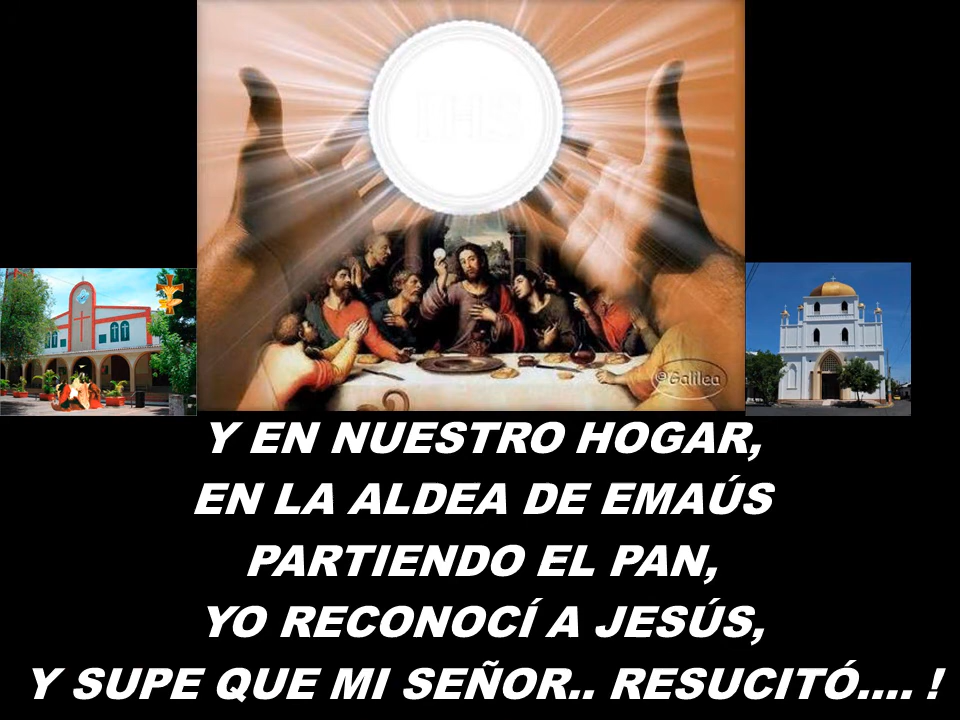 IHS
©Galilea
Y EN NUESTRO HOGAR,
EN LA ALDEA DE EMAÚS
PARTIENDO EL PAN,
YO RECONOCÍ A JESÚS,
Y SUPE QUE MI SEÑOR.. RESUCITÓ.... !